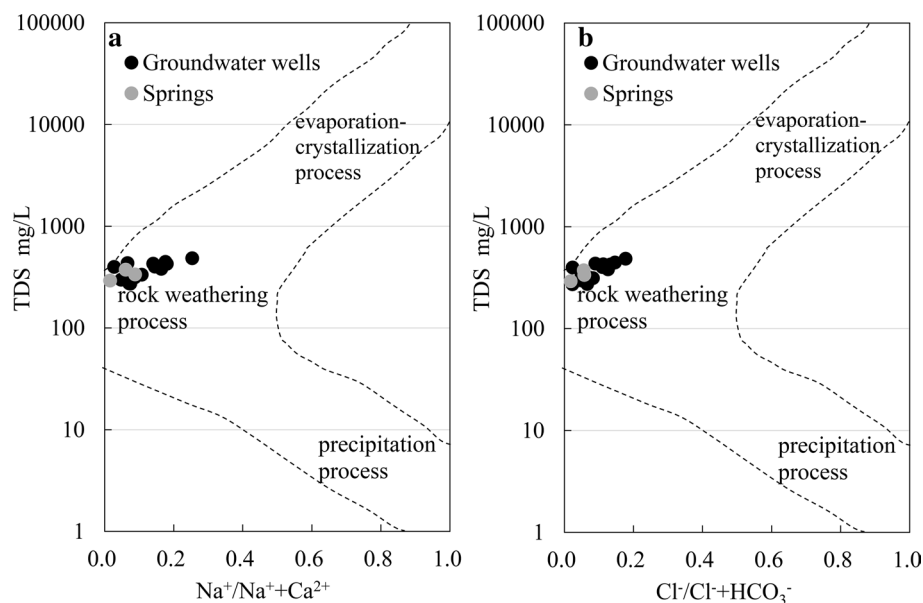 a
Groundwater wells
Springs
evaporation-
crystallization
process
rock weathering
process
precipitation
process
100000
10000
1000
100
10
1
TDS mg/L
0.0 0.2 0.4 0.6 0.8 1.0
Na⁺/Na⁺+Ca²⁺
b
Groundwater wells
Springs
evaporation-
crystallization
process
rock weathering
process
precipitation
process
100000
10000
1000
100
10
1
TDS mg/L
0.0 0.2 0.4 0.6 0.8 1.0
Cl⁻/Cl⁻+HCO₃⁻